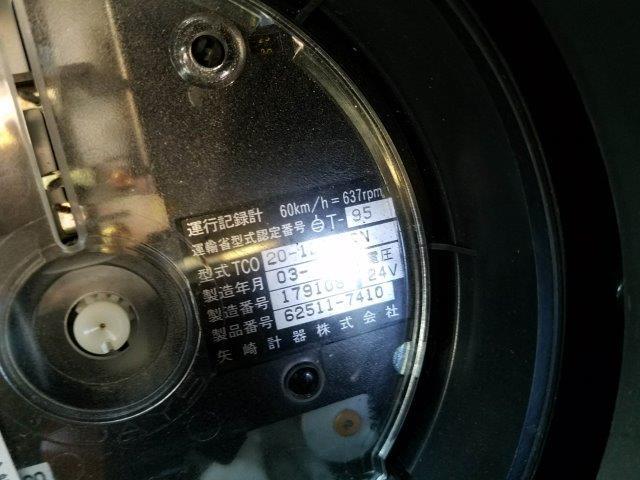 運行記録計 60km/h=637rpm
運輸省型式認定番号 T-95
型式 TCO 20-1
製造年月 03- 電圧
製造番号 179108 24V
製品番号 62511-7410
矢崎計器株式会社